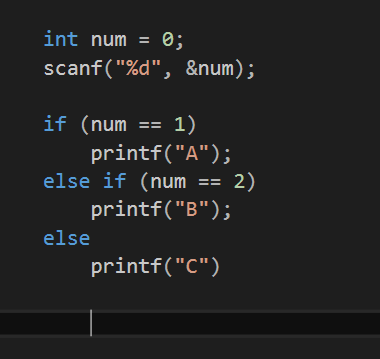 int num = 0;
scanf("%d", &num);
if (num == 1)
printf("A");
else if (num == 2)
printf("B");
else
printf("C")